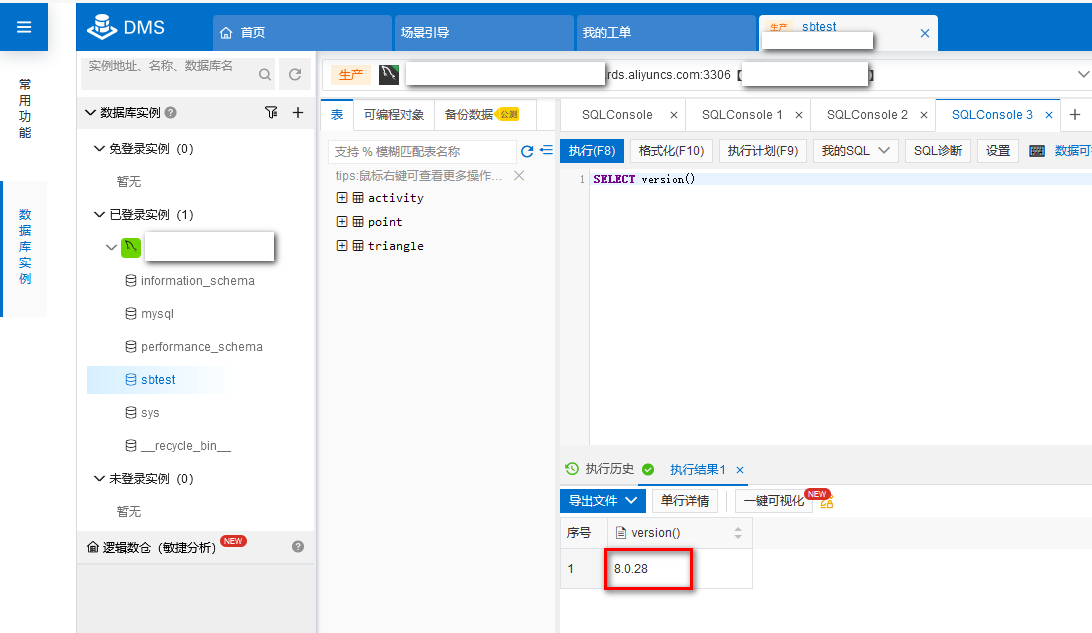 DMS
首页
场景引导
我的工单
生产
sbtest
常用功能
数据库实例
实例地址、名称、数据库名
数据库实例
免登录实例 (0)
暂无
已登录实例 (1)
information_schema
mysql
performance_schema
sbtest
sys
__recycle_bin__
未登录实例 (0)
暂无
逻辑数仓 (敏捷分析) NEW
生产
rds.aliyuncs.com:3306
表
可编程对象
备份数据 公测
支持 % 模糊匹配表名称
tips:鼠标右键可查看更多操作...
activity
point
triangle
SQLConsole
SQLConsole 1
SQLConsole 2
SQLConsole 3
执行(F8)
格式化(F10)
执行计划(F9)
我的SQL
SQL诊断
设置
数据可
1 SELECT version()
执行历史
执行结果1
导出文件
单行详情
一键可视化 NEW
序号 version()
1 8.0.28